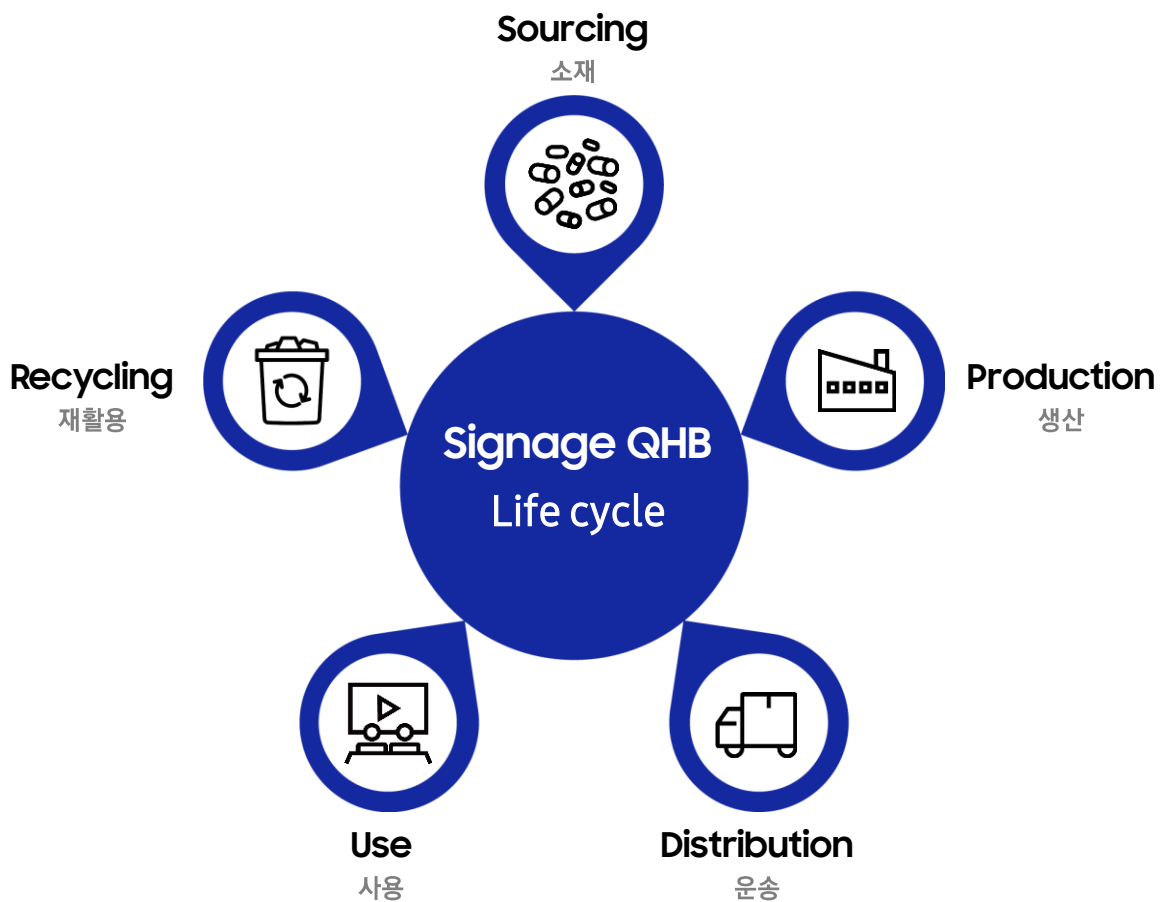 Sourcing
소재
Recycling
재활용
Production
생산
Signage QHB
Life cycle
Use
사용
Distribution
운송